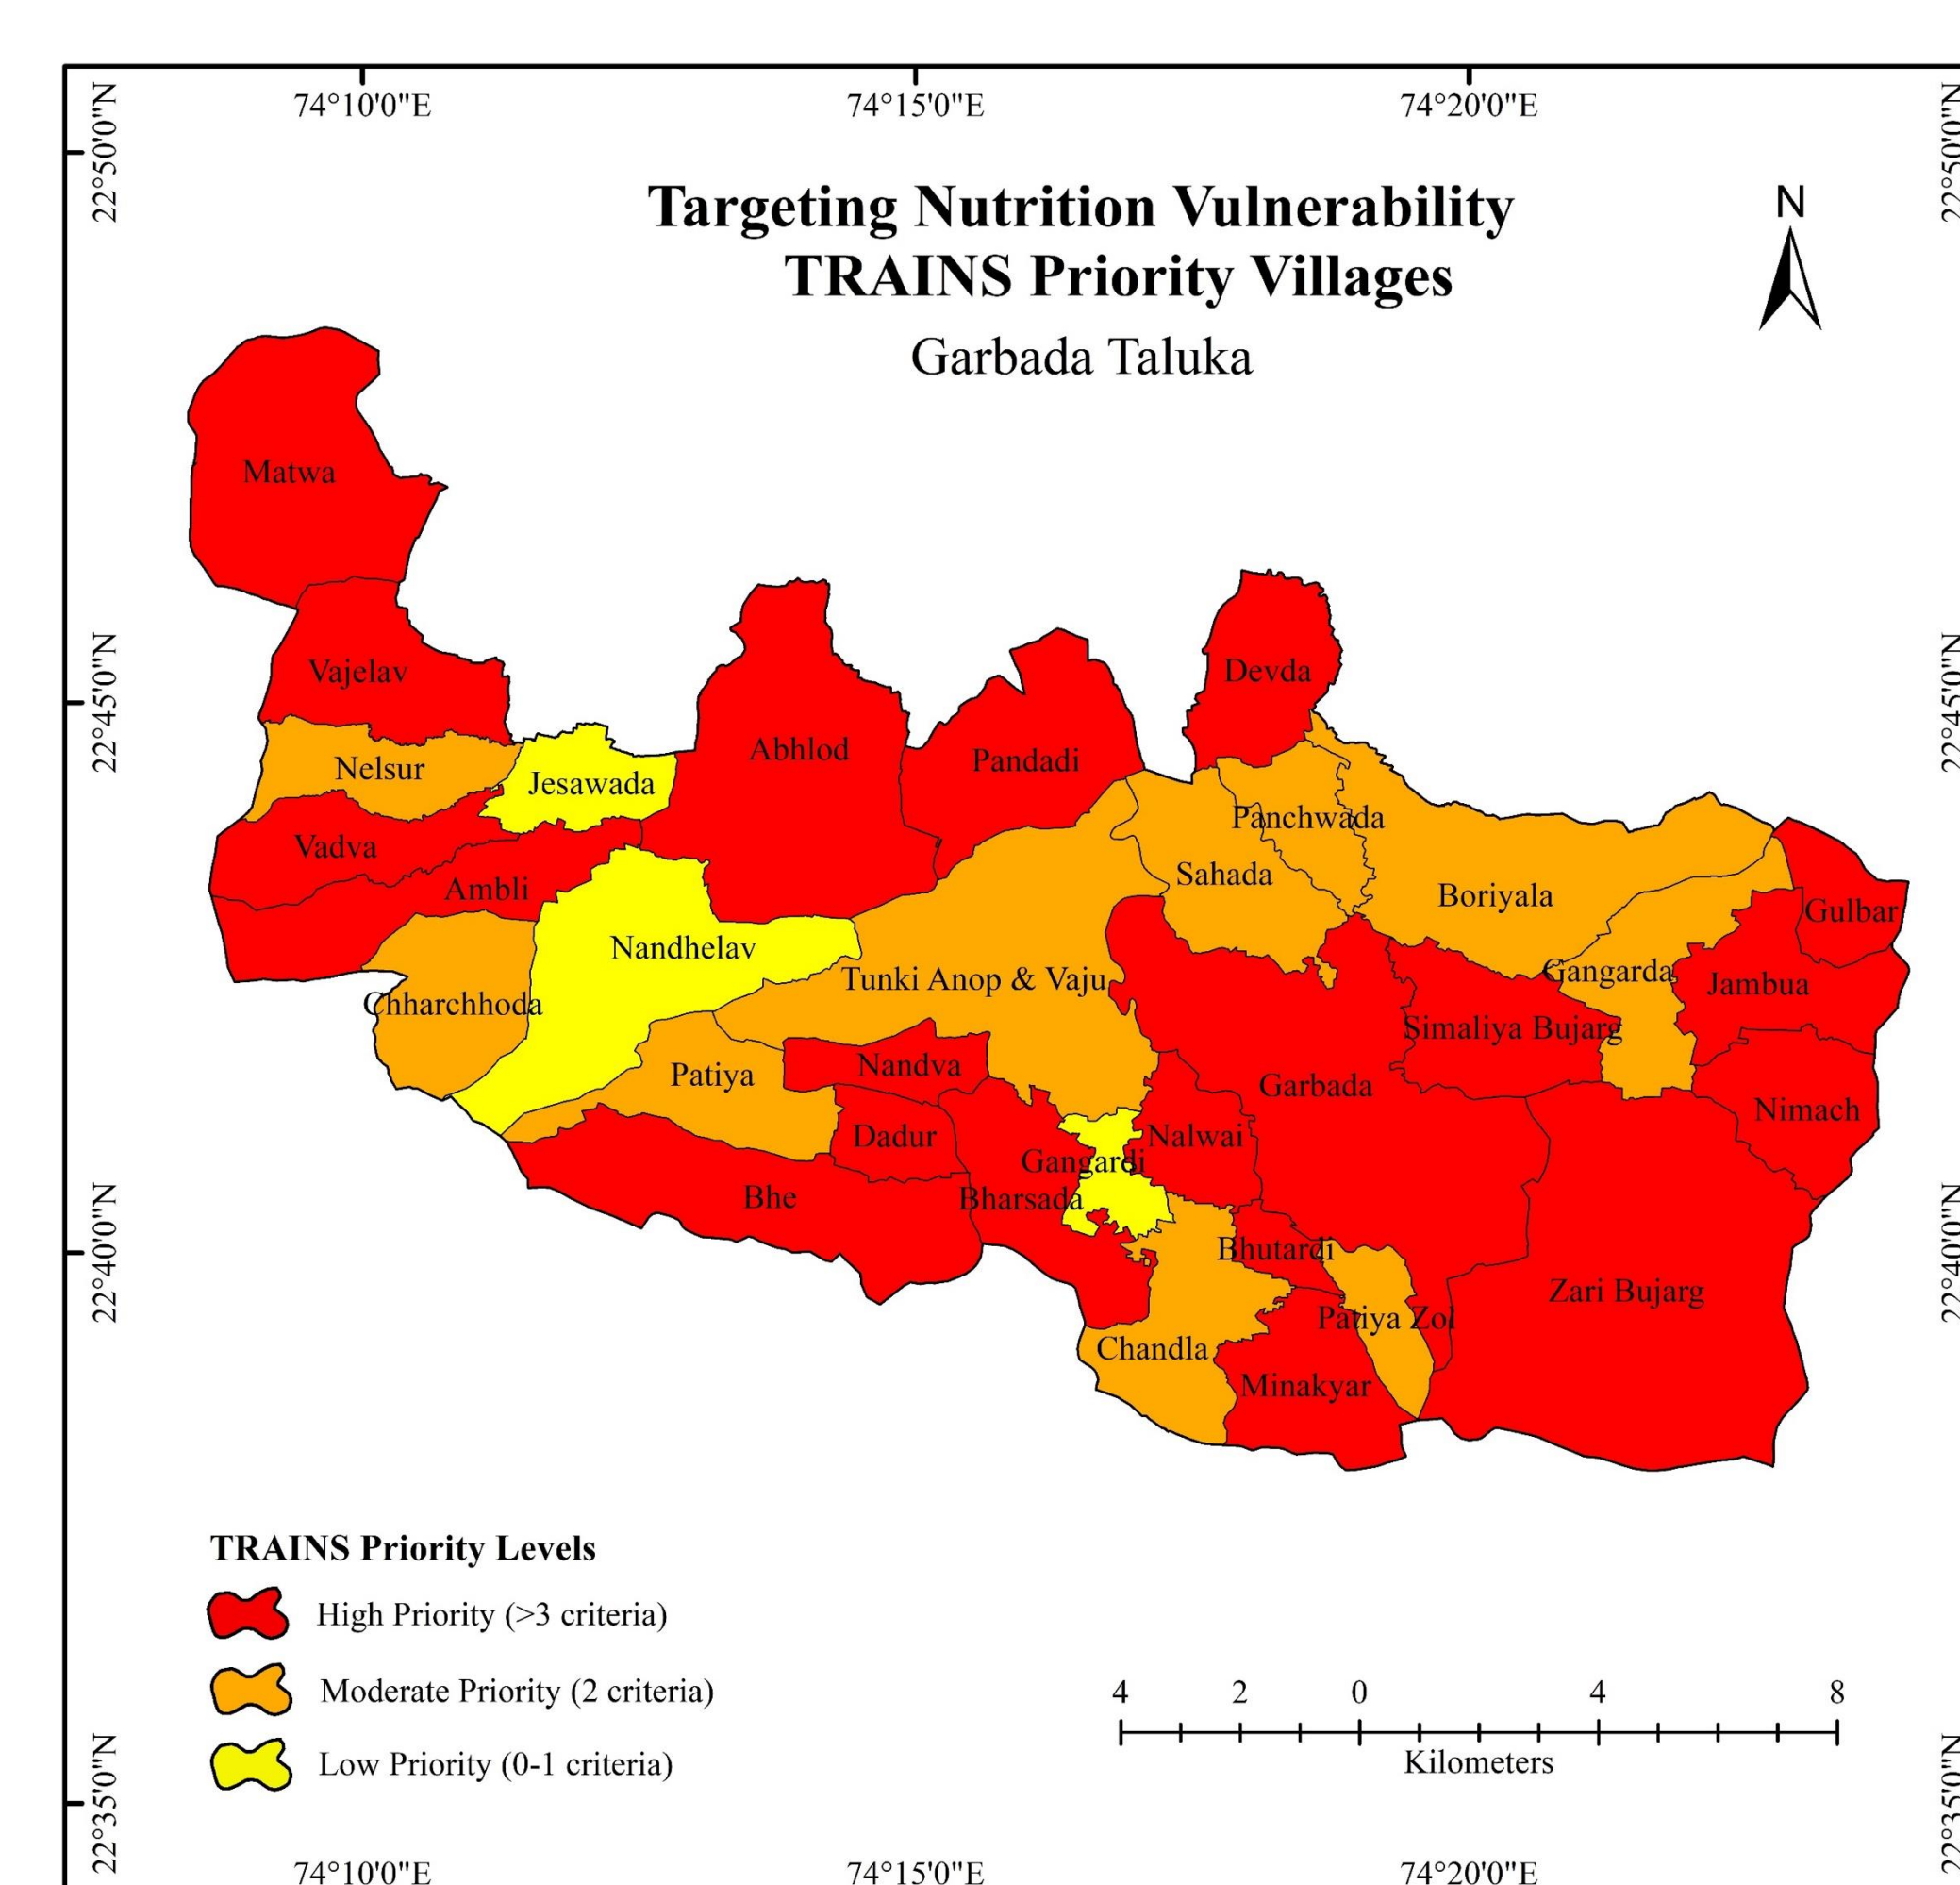 74°10'0"E 74°15'0"E 74°20'0"E
22°50'0"N
22°50'0"N
Targeting Nutrition Vulnerability
TRAINS Priority Villages
Garbada Taluka
N
Matwa
Vajelav
Devda
22°45'0"N
22°45'0"N
Abhlod
Pandadi
Nelsur
Jesawada
Panchwada
Vadva
Sahada
Ambli
Boriyala
Gulbar
Nandhelav
Gangarda
Tunki Anop & Vaju
Jambua
Chharchhoda
Simaliya Bujarg
Nandva
Patiya
Garbada
Nimach
Dadur
Nalwai
Gangardi
Bhe
Bharsada
22°40'0"N
22°40'0"N
Bhutardi
Zari Bujarg
Patiya Zol
Chandla
Minakyar
TRAINS Priority Levels
High Priority (>3 criteria)
Moderate Priority (2 criteria)
Low Priority (0-1 criteria)
4 2 0 4 8
Kilometers
22°35'0"N
22°35'0"N
74°10'0"E 74°15'0"E 74°20'0"E